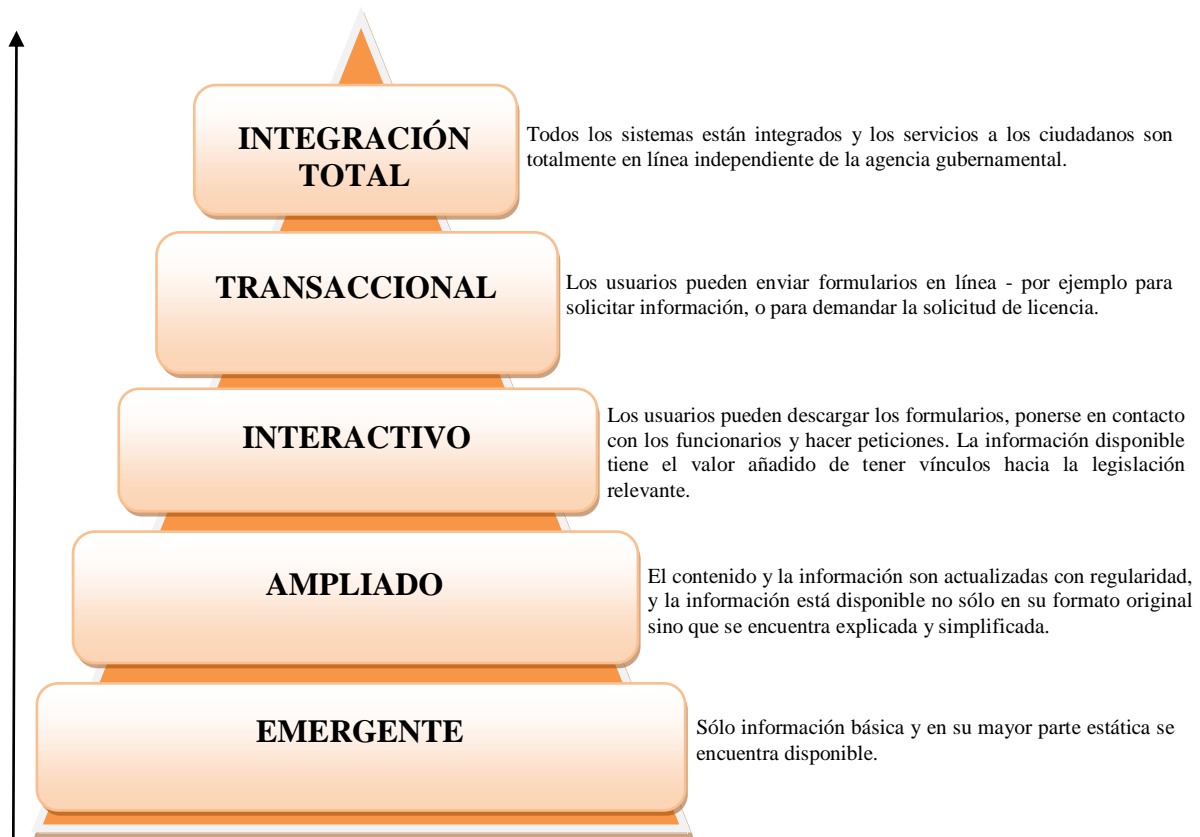 INTEGRACIÓN
TOTAL
Todos los sistemas están integrados y los servicios a los ciudadanos son
totalmente en línea independiente de la agencia gubernamental.
TRANSACCIONAL
Los usuarios pueden enviar formularios en línea - por ejemplo para
solicitar información, o para demandar la solicitud de licencia.
INTERACTIVO
Los usuarios pueden descargar los formularios, ponerse en contacto
con los funcionarios y hacer peticiones. La información disponible
tiene el valor añadido de tener vínculos hacia la legislación
relevante.
AMPLIADO
El contenido y la información son actualizadas con regularidad,
y la información está disponible no sólo en su formato original
sino que se encuentra explicada y simplificada.
EMERGENTE
Sólo información básica y en su mayor parte estática se
encuentra disponible.